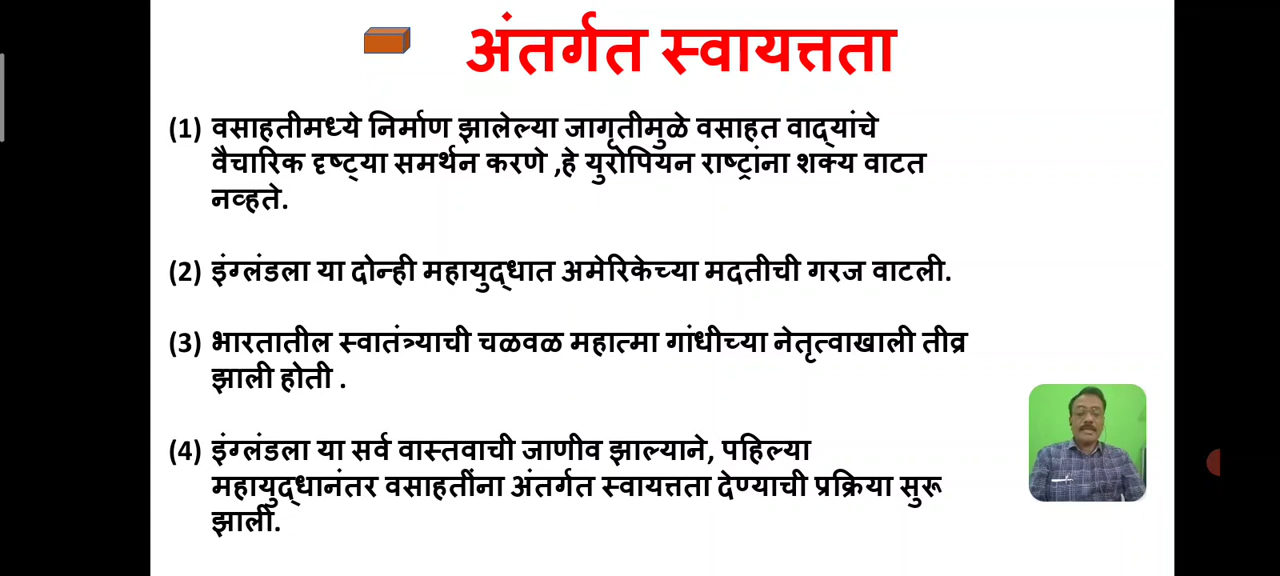 अंतर्गत स्वायत्तता
(1) वसाहतीमध्ये निर्माण झालेल्या जागृतीमुळे वसाहत वाद्यांचे
वैचारिक दृष्ट्या समर्थन करणे ,हे युरोपियन राष्ट्रांना शक्य वाटत
नव्हते.
(2) इंग्लंडला या दोन्ही महायुद्धात अमेरिकेच्या मदतीची गरज वाटली.
(3) भारतातील स्वातंत्र्याची चळवळ महात्मा गांधीच्या नेतृत्वाखाली तीव्र
झाली होती .
(4) इंग्लंडला या सर्व वास्तवाची जाणीव झाल्याने, पहिल्या
महायुद्धानंतर वसाहतींना अंतर्गत स्वायत्तता देण्याची प्रक्रिया सुरू
झाली.